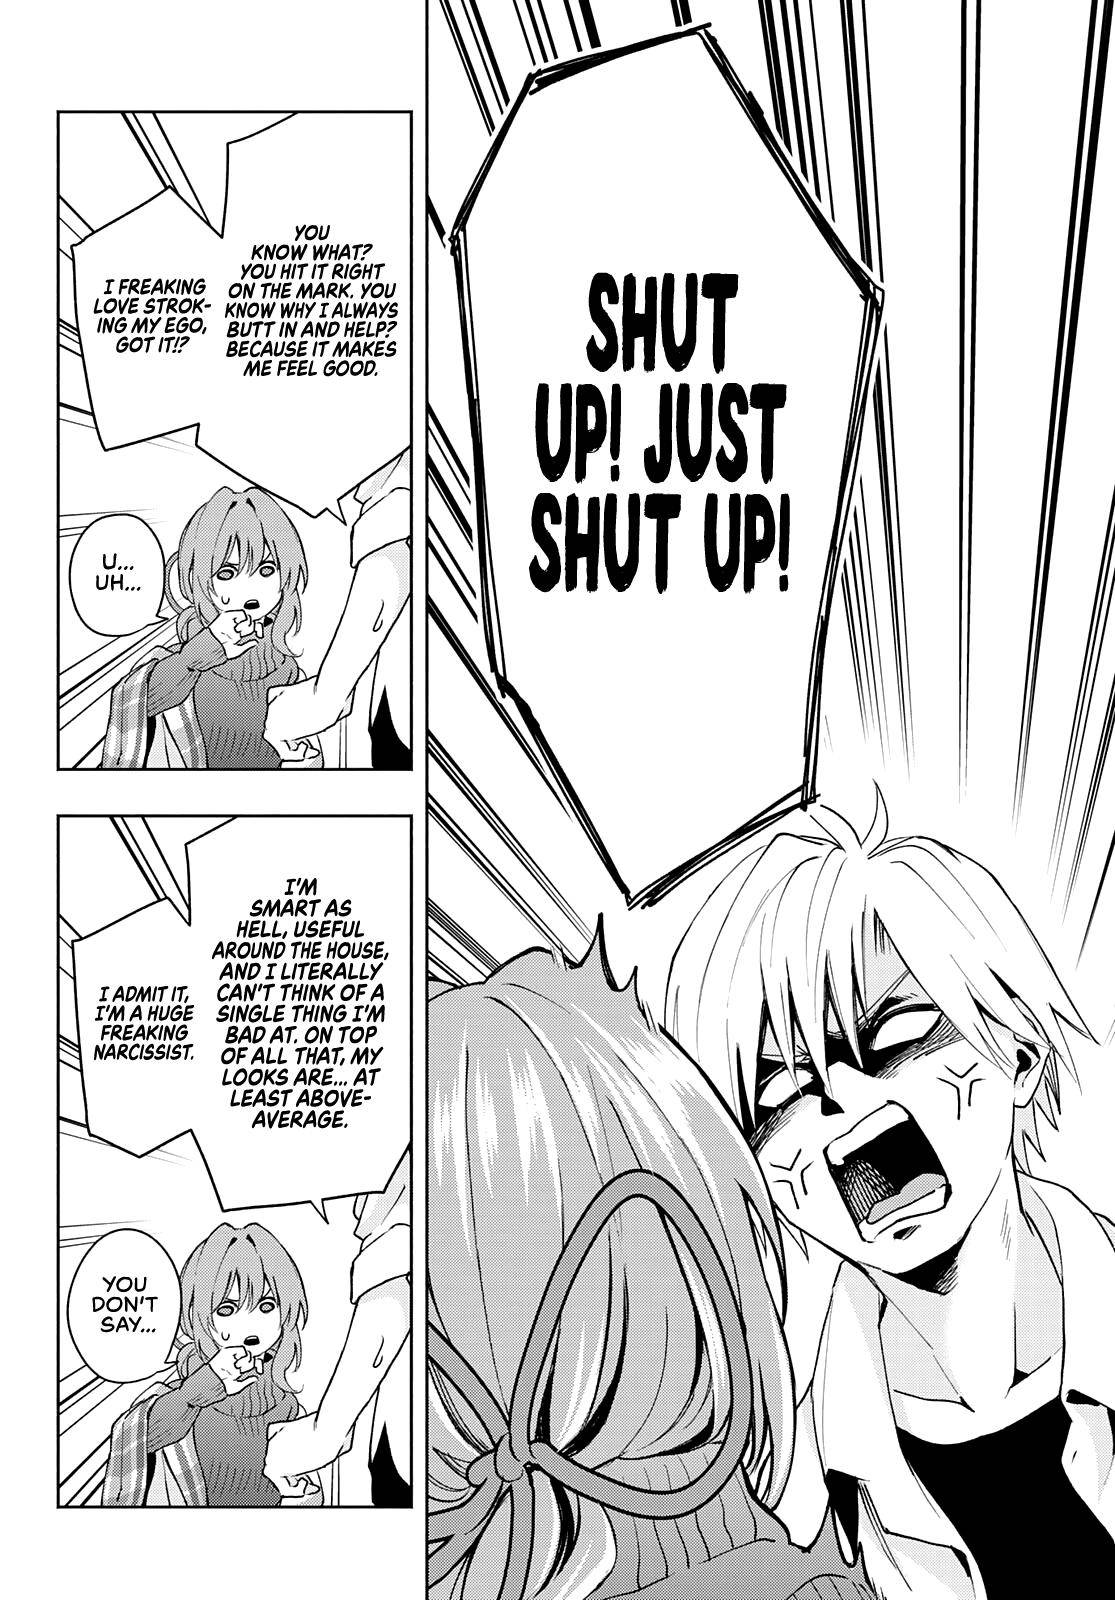 SHUT
UP! JUST
SHUT UP!
YOU
KNOW WHAT?
YOU HIT IT RIGHT
ON THE MARK. YOU
KNOW WHY I ALWAYS
BUTT IN AND HELP?
BECAUSE IT MAKES
ME FEEL GOOD.
I FREAKING
LOVE STROK-
ING MY EGO,
GOT IT!?
U...
UH...
I'M
SMART AS
HELL, USEFUL
AROUND THE HOUSE,
AND I LITERALLY
CAN'T THINK OF A
SINGLE THING I'M
BAD AT. ON TOP
OF ALL THAT, MY
LOOKS ARE... AT
LEAST ABOVE-
AVERAGE.
I ADMIT IT,
I'M A HUGE
FREAKING
NARCISSIST.
YOU
DON'T
SAY...